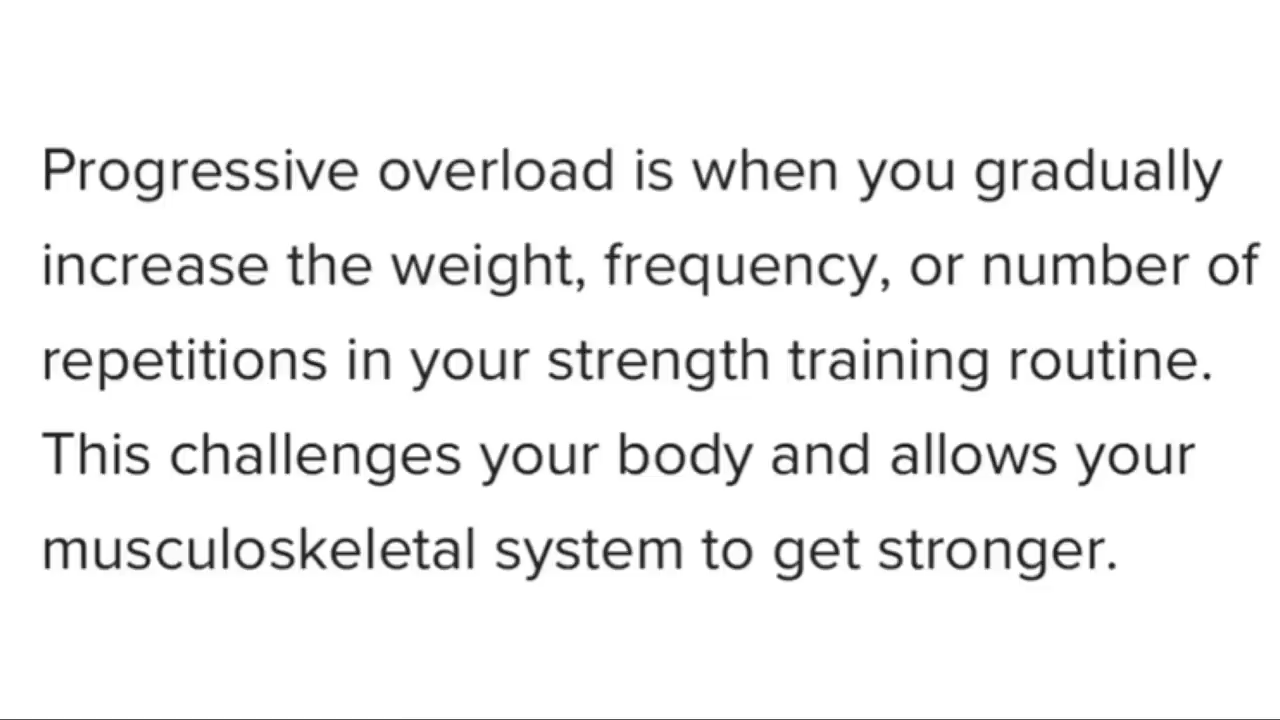 Progressive overload is when you gradually
increase the weight, frequency, or number of
repetitions in your strength training routine.
This challenges your body and allows your
musculoskeletal system to get stronger.